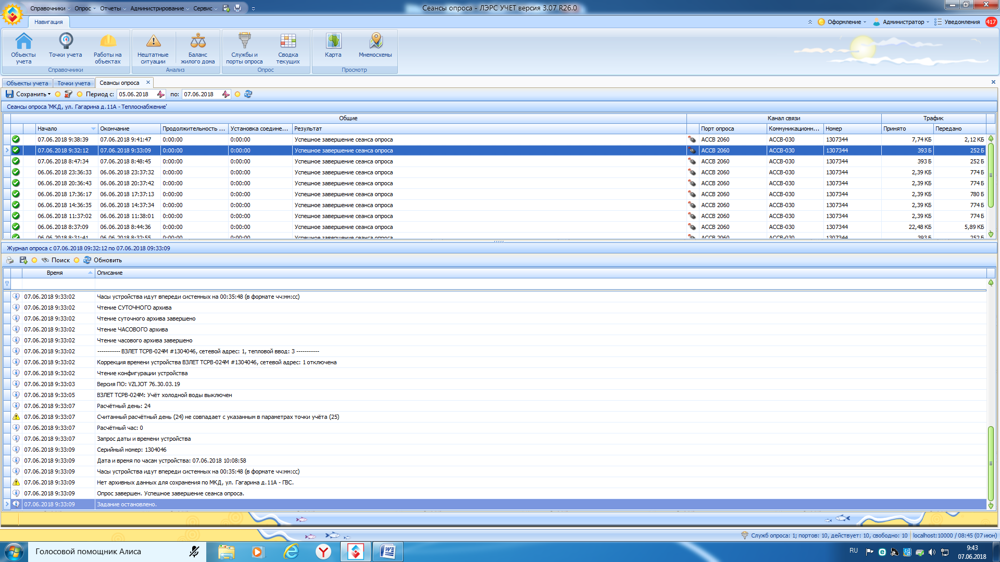 Справочники Опрос Отчеты Администрирование Сервис
Сеансы опроса - ЛЭРС УЧЕТ версия 3.07 R26.0
Навигация
Оформление Администратор Уведомления 417
Объекты учета Точки учета Работы на объектах Нештатные ситуации Баланс жилого дома Службы и порты опроса Сводка текущих Карта Мнемосхемы
Справочники Анализ Опрос Просмотр
Объекты учета Точки учета Сеансы опроса
Сохранить Период с: 05.06.2018 по: 07.06.2018
Сеансы опроса 'МКД, ул. Гагарина д.11А - Теплоснабжение'
Общие Канал связи Трафик
Начало Окончание Продолжительность ... Установка соедине... Результат Порт опроса Коммуникационн... Номер Принято Передано
07.06.2018 9:38:39 07.06.2018 9:41:47 0:00:00 0:00:00 Успешное завершение сеанса опроса АССВ 2060 АССВ-030 1307344 7,74 КБ 2,12 КБ
07.06.2018 9:32:12 07.06.2018 9:33:09 0:00:00 0:00:00 Успешное завершение сеанса опроса АССВ 2060 АССВ-030 1307344 393 Б 252 Б
07.06.2018 8:47:34 07.06.2018 8:48:45 0:00:00 0:00:00 Успешное завершение сеанса опроса АССВ 2060 АССВ-030 1307344 393 Б 252 Б
06.06.2018 23:36:33 06.06.2018 23:37:32 0:00:00 0:00:00 Успешное завершение сеанса опроса АССВ 2060 АССВ-030 1307344 2,39 КБ 774 Б
06.06.2018 20:36:43 06.06.2018 20:37:42 0:00:00 0:00:00 Успешное завершение сеанса опроса АССВ 2060 АССВ-030 1307344 2,39 КБ 774 Б
06.06.2018 17:36:17 06.06.2018 17:37:13 0:00:00 0:00:00 Успешное завершение сеанса опроса АССВ 2060 АССВ-030 1307344 2,39 КБ 780 Б
06.06.2018 14:36:35 06.06.2018 14:37:34 0:00:00 0:00:00 Успешное завершение сеанса опроса АССВ 2060 АССВ-030 1307344 2,39 КБ 774 Б
06.06.2018 11:37:02 06.06.2018 11:38:01 0:00:00 0:00:00 Успешное завершение сеанса опроса АССВ 2060 АССВ-030 1307344 2,39 КБ 774 Б
06.06.2018 8:37:09 06.06.2018 8:44:36 0:00:00 0:00:00 Успешное завершение сеанса опроса АССВ 2060 АССВ-030 1307344 22,48 КБ 5,89 КБ
06.06.2018 8:31:41 06.06.2018 8:32:55 0:00:00 0:00:00 Успешное завершение сеанса опроса АССВ 2060 АССВ-030 1307344 393 Б 252 Б
Журнал опроса с 07.06.2018 09:32:12 по 07.06.2018 09:33:09
Поиск Обновить
Время Описание
07.06.2018 9:33:02 Часы устройства идут впереди системных на 00:35:48 (в формате чч:мм:сс)
07.06.2018 9:33:02 Чтение СУТОЧНОГО архива
07.06.2018 9:33:02 Чтение суточного архива завершено
07.06.2018 9:33:02 Чтение ЧАСОВОГО архива
07.06.2018 9:33:02 Чтение часового архива завершено
07.06.2018 9:33:02 ----------- ВЗЛЕТ ТСРВ-024М #1304046, сетевой адрес: 1, тепловой ввод: 3 -----------
07.06.2018 9:33:02 Коррекция времени устройства ВЗЛЕТ ТСРВ-024М #1304046, сетевой адрес: 1 отключена
07.06.2018 9:33:02 Чтение конфигурации устройства
07.06.2018 9:33:03 Версия ПО: VZLJOT 76.30.03.19
07.06.2018 9:33:05 ВЗЛЕТ ТСРВ-024М: Учёт холодной воды выключен
07.06.2018 9:33:07 Расчётный день: 24
07.06.2018 9:33:07 Считанный расчётный день (24) не совпадает с указанным в параметрах точки учёта (25)
07.06.2018 9:33:07 Расчётный час: 0
07.06.2018 9:33:07 Запрос даты и времени устройства
07.06.2018 9:33:09 Серийный номер: 1304046
07.06.2018 9:33:09 Дата и время по часам устройства: 07.06.2018 10:08:58
07.06.2018 9:33:09 Часы устройства идут впереди системных на 00:35:48 (в формате чч:мм:сс)
07.06.2018 9:33:09 Нет архивных данных для сохранения по МКД, ул. Гагарина д.11А - ГВС.
07.06.2018 9:33:09 Опрос завершен. Успешное завершение сеанса опроса.
07.06.2018 9:33:09 Задание остановлено.
Служб опроса: 1; портов: 10, действует: 10, свободно: 10 localhost:10000 / 08:45 (07 июн)
Голосовой помощник Алиса
RU
9:43
07.06.2018